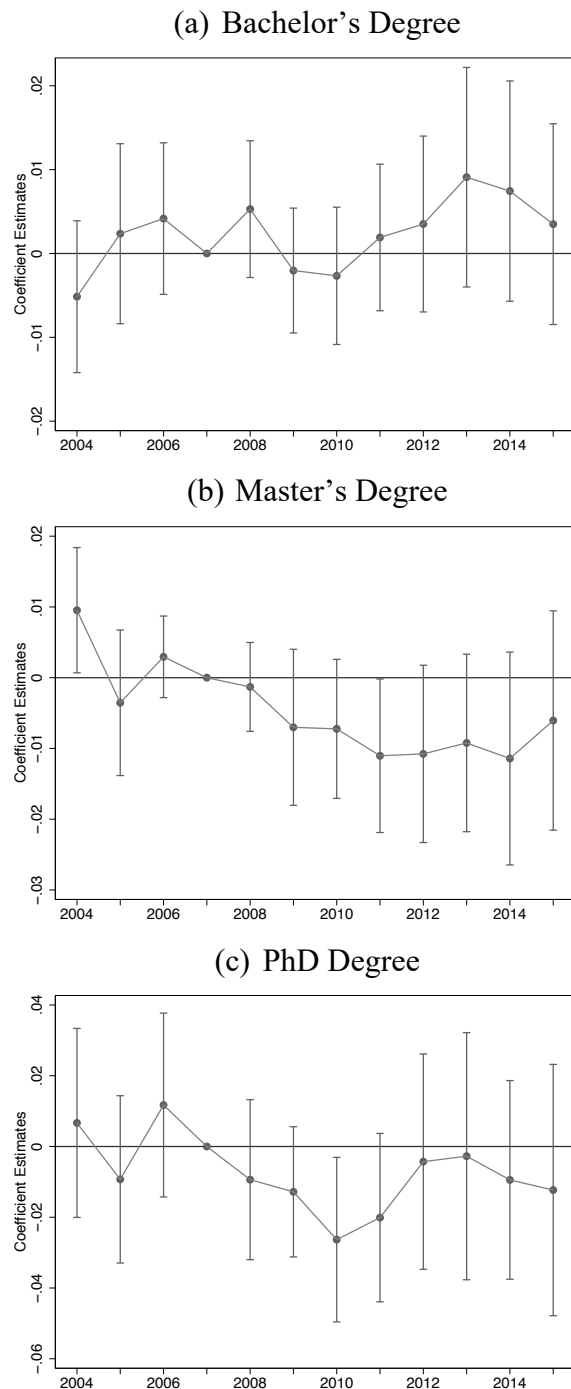 (a) Bachelor’s Degree
Coefficient Estimates
.02
.01
0
-.01
-.02
2004 2006 2008 2010 2012 2014
(b) Master’s Degree
Coefficient Estimates
.02
.01
0
-.01
-.02
-.03
2004 2006 2008 2010 2012 2014
(c) PhD Degree
Coefficient Estimates
.04
.02
0
-.02
-.04
-.06
2004 2006 2008 2010 2012 2014